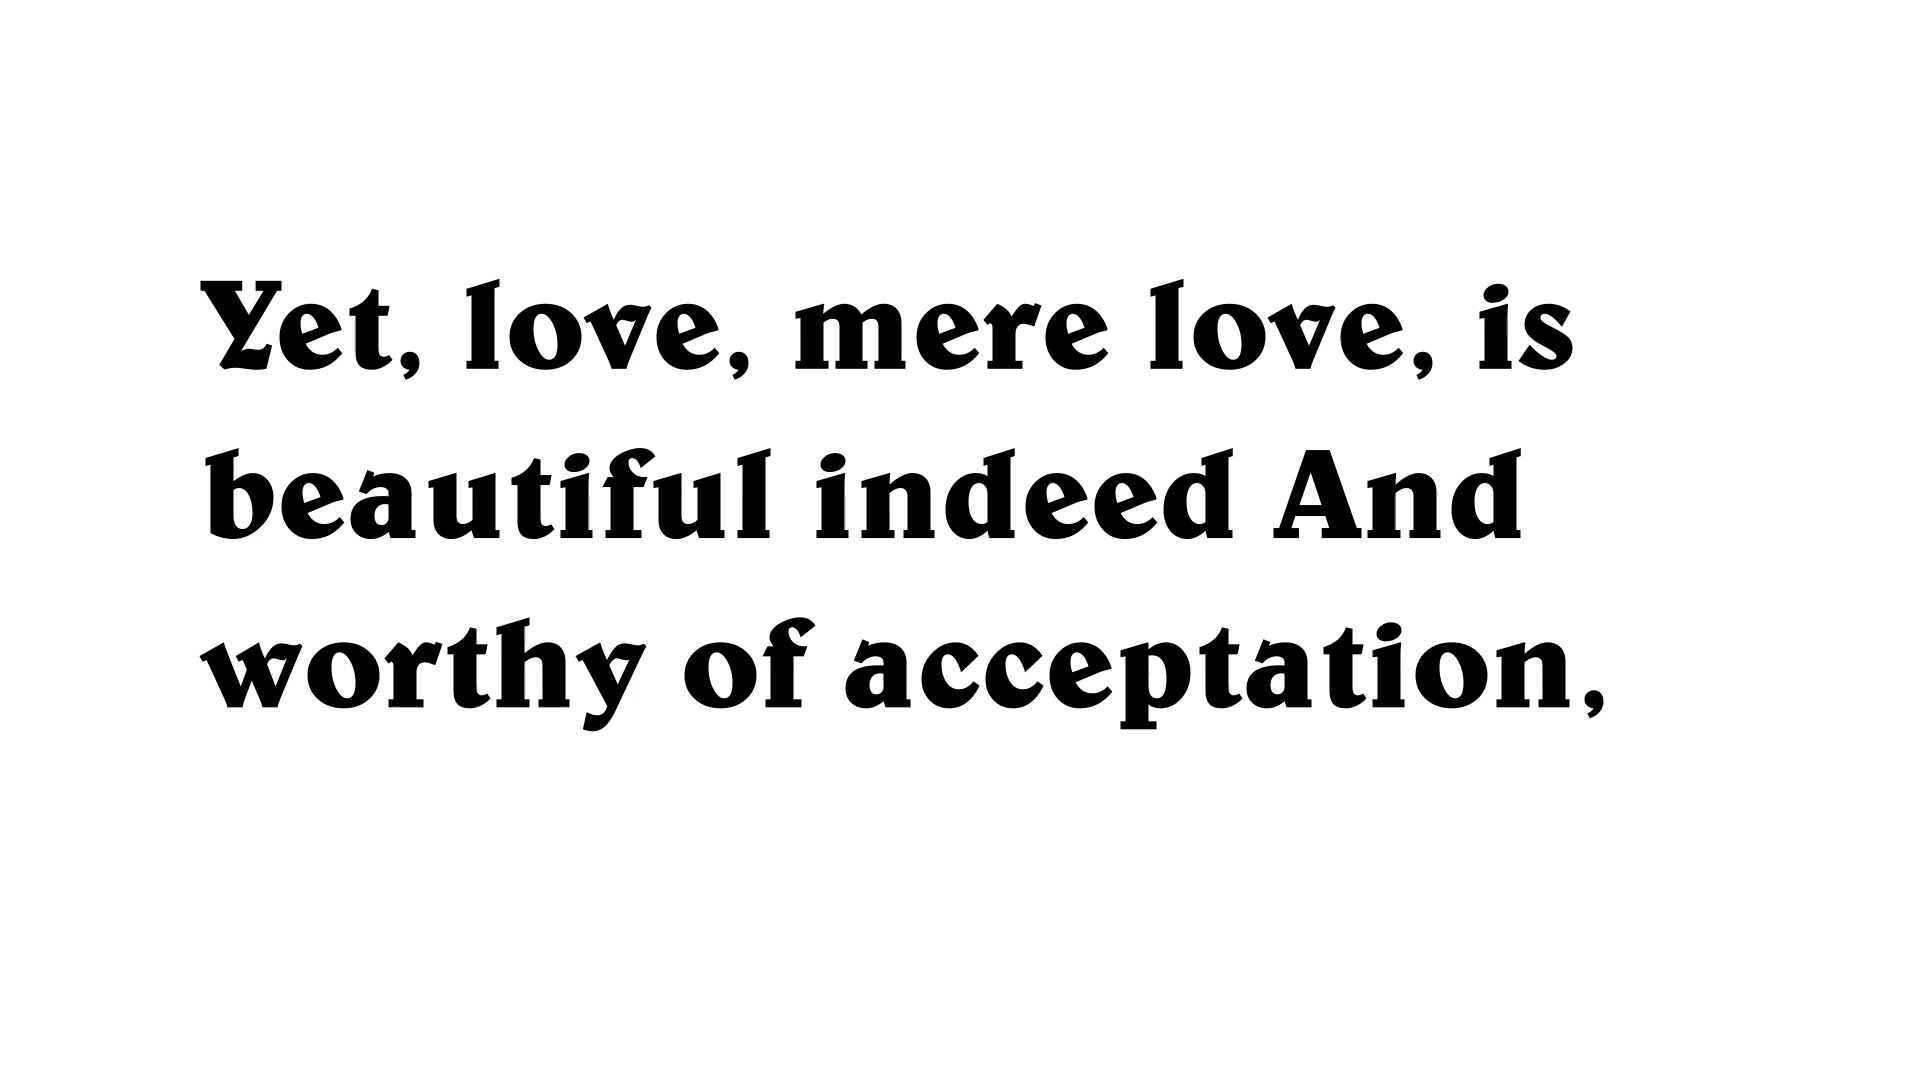 Yet, love, mere love, is
beautiful indeed And
worthy of acceptation,